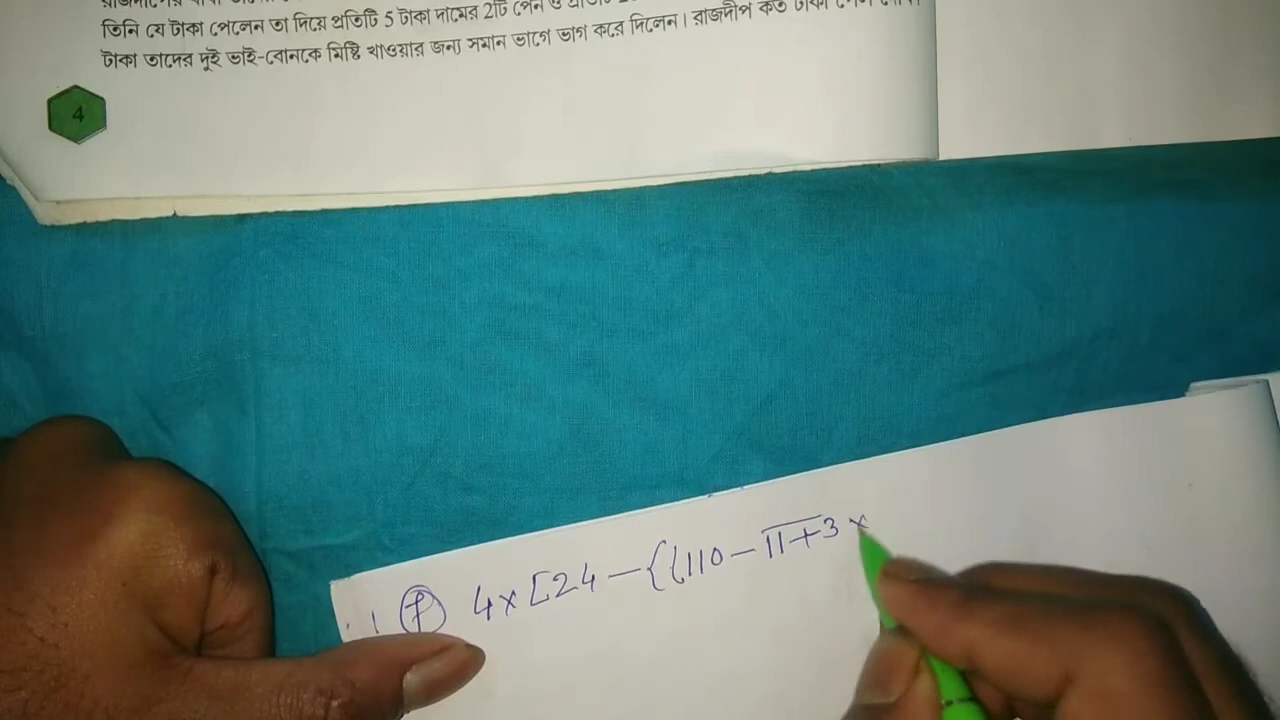 তিনি যে টাকা পেলেন তা দিয়ে প্রতিটি 5 টাকা দামের 2টি পেন ও
টাকা তাদের দুই ভাই-বোনকে মিষ্টি খাওয়ার জন্য সমান ভাগে ভাগ করে দিলেন। রাজদীপ কত টাকা
4
4 × [24 — {(110 — 11+3 ×